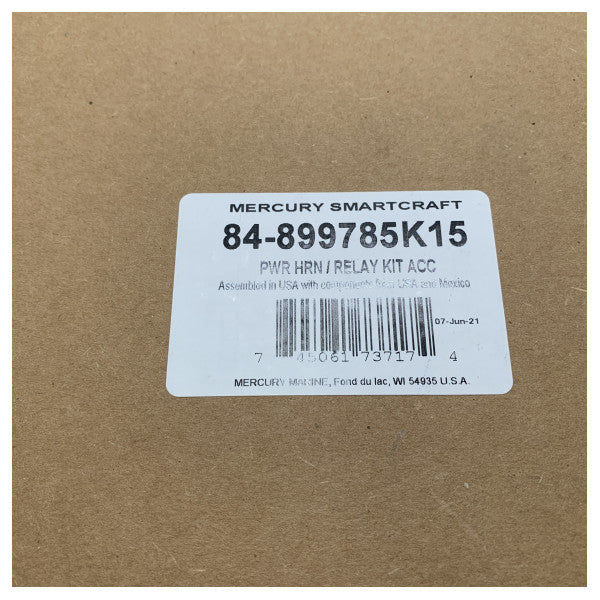 MERCURY SMARTCRAFT
84-899785K15
PWR HRN / RELAY KIT ACC
Assembled in USA with components from USA and Mexico
07-Jun-21
7 45061 73717 4
MERCURY MARINE, Fond du lac, WI 54935 U.S.A.